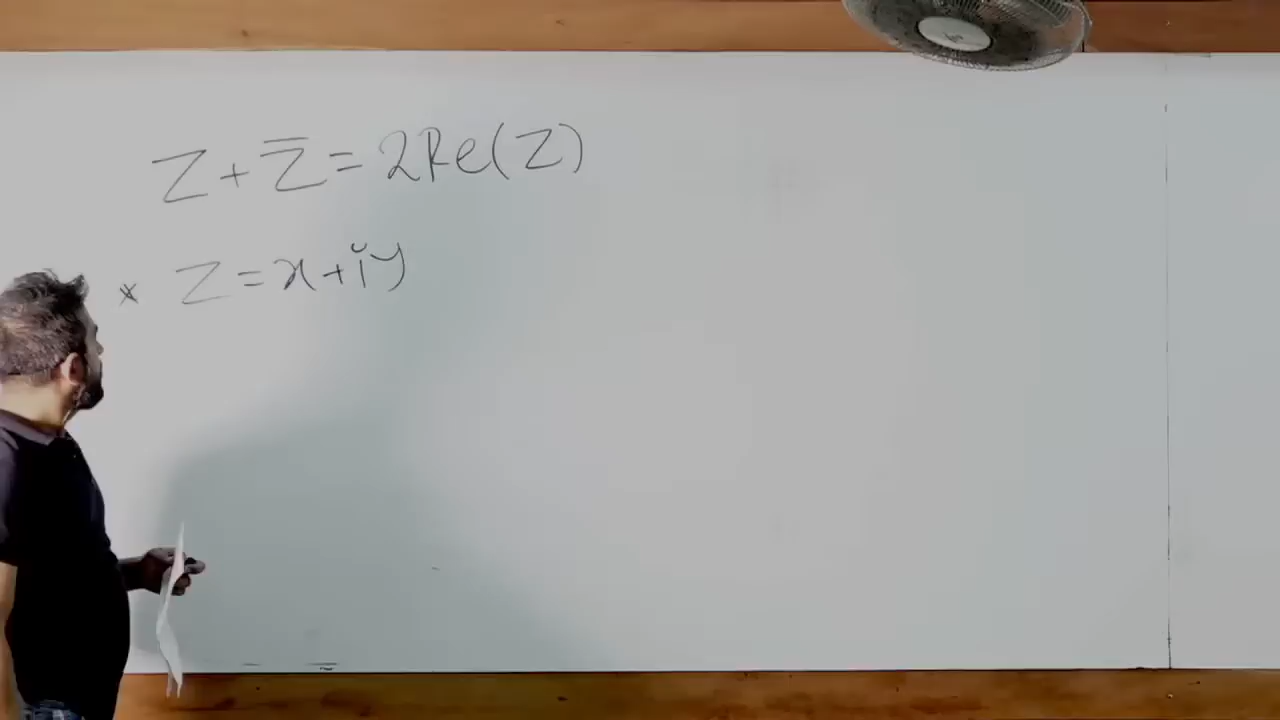 Z + Z̅ = 2Re(Z)
* Z = x + iy